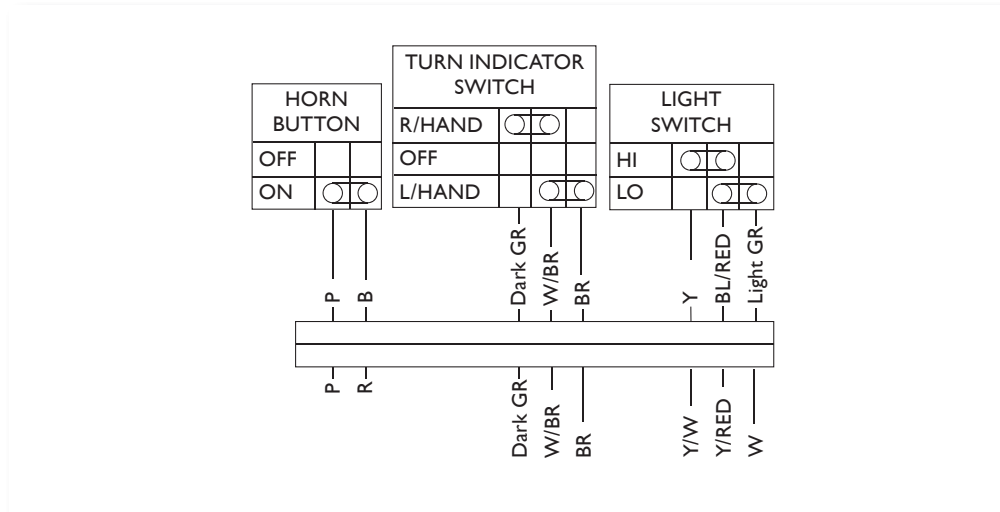 HORN
BUTTON
OFF
ON
TURN INDICATOR
SWITCH
R/HAND
OFF
L/HAND
LIGHT
SWITCH
HI
LO
P
B
Dark GR
W/BR
BR
Y
BL/RED
Light GR
P
R
Dark GR
W/BR
BR
Y/W
Y/RED
W